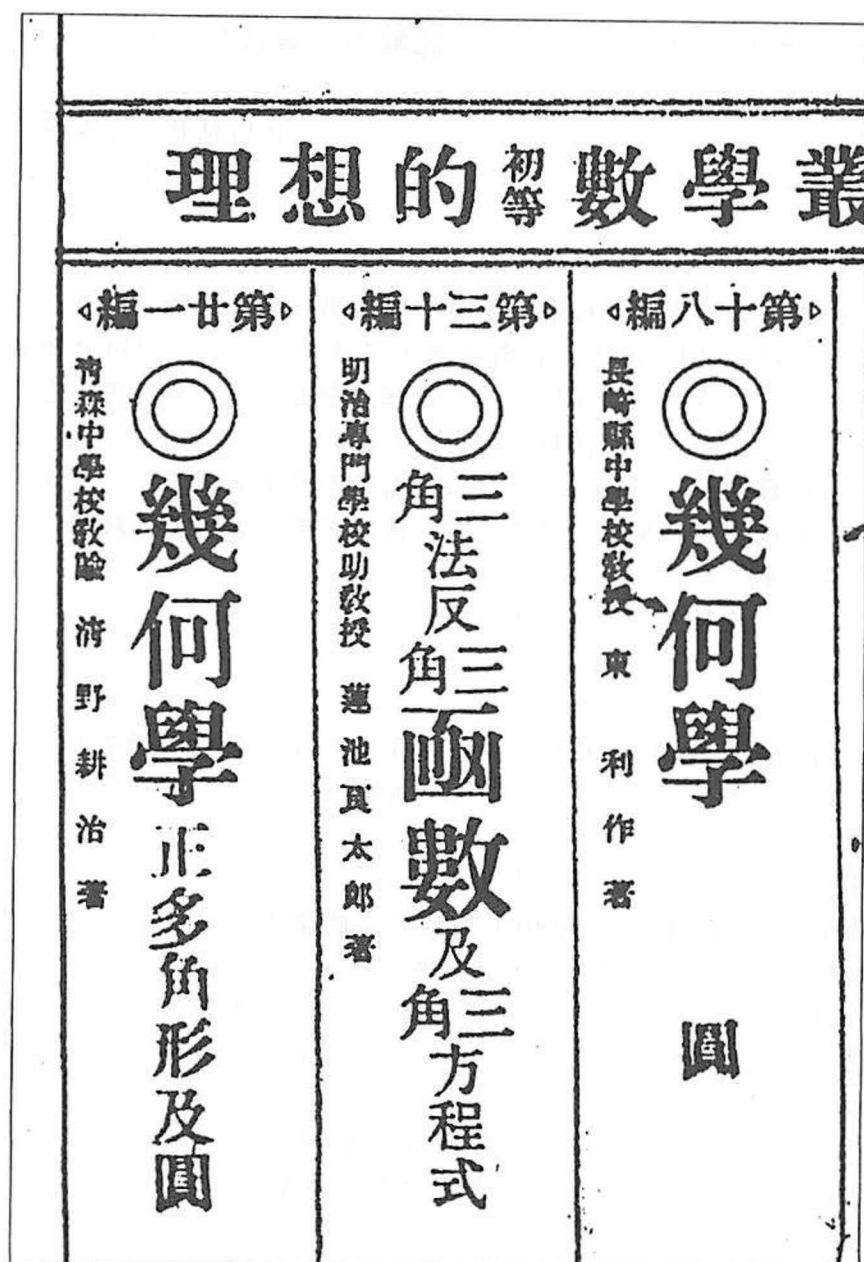 理想的初等數學叢
第十八編
幾何學 圓
長崎縣中學校教授 東利作著
第三十編
三角法反三角凾數及三角方程式
明治專門學校助教授 蓮池良太郎著
第廿一編
幾何學正多角形及圓
靑森中學校教諭 淸野耕治著